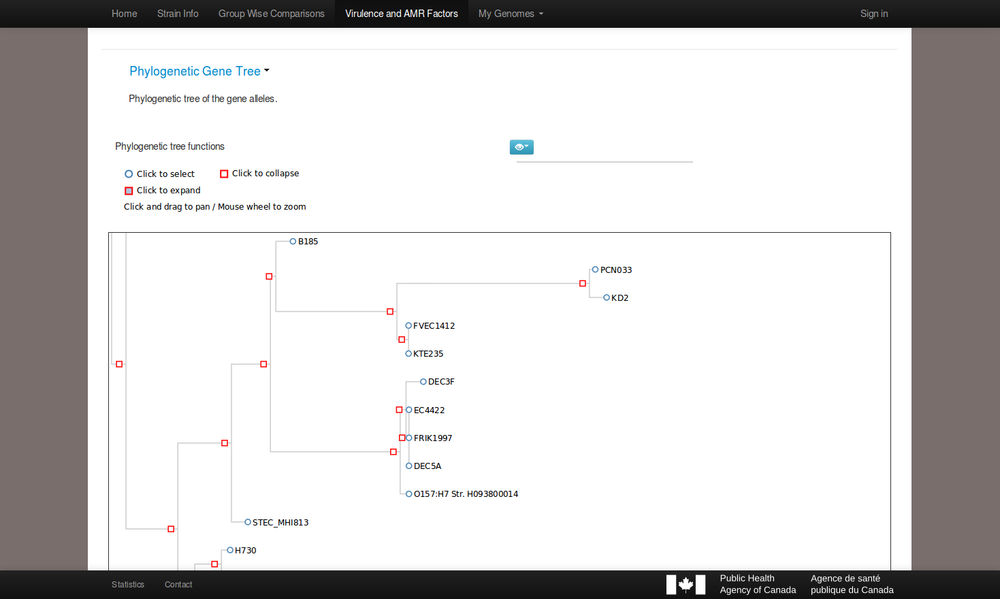 Home Strain Info Group Wise Comparisons Virulence and AMR Factors My Genomes Sign in
Phylogenetic Gene Tree
Phylogenetic tree of the gene alleles.
Phylogenetic tree functions
Click to select Click to collapse
Click to expand
Click and drag to pan / Mouse wheel to zoom
B185
PCN033
KD2
FVEC1412
KTE235
DEC3F
EC4422
FRIK1997
DEC5A
O157:H7 Str. H093800014
STEC_MHI813
H730
Statistics Contact
Public Health Agence de santé
Agency of Canada publique du Canada